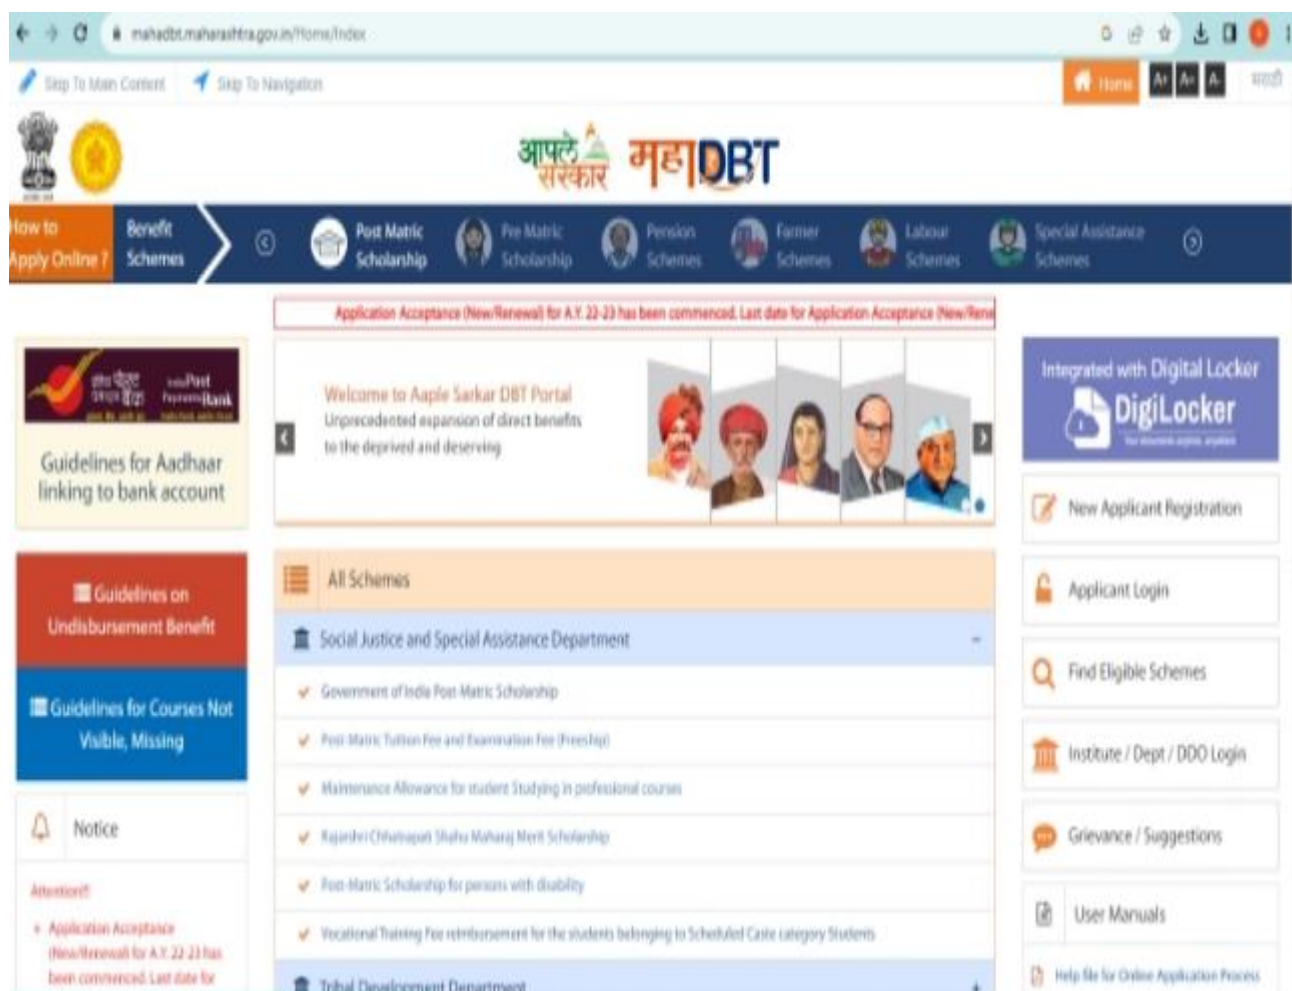 mahadbt.maharashtra.gov.in/Home/Index
Skip To Main Content
Skip To Navigation
Home
A+ A= A-
मराठी
आपले
सरकार
महाDBT
How to
Apply Online ?
Benefit
Schemes
Post Matric
Scholarship
Pre Matric
Scholarship
Pension
Schemes
Farmer
Schemes
Labour
Schemes
Special Assistance
Schemes
Application Acceptance (New/Renewal) for A.Y. 22-23 has been commenced. Last date for Application Acceptance (New/Rene
IndiaPost
Payments Bank
Guidelines for Aadhaar
linking to bank account
Welcome to Aaple Sarkar DBT Portal
Unprecedented expansion of direct benefits
to the deprived and deserving
Integrated with Digital Locker
DigiLocker
Your documents anytime, anywhere
New Applicant Registration
Applicant Login
Find Eligible Schemes
Institute / Dept / DDO Login
Grievance / Suggestions
User Manuals
Help file for Online Application Process
Guidelines on
Undisbursement Benefit
Guidelines for Courses Not
Visible, Missing
Notice
Attention!!
Application Acceptance
(New/Renewal) for A.Y. 22-23 has
been commenced. Last date for
All Schemes
Social Justice and Special Assistance Department
Government of India Post-Matric Scholarship
Post-Matric Tuition Fee and Examination Fee (Freeship)
Maintenance Allowance for student Studying in professional courses
Rajarshri Chhatrapati Shahu Maharaj Merit Scholarship
Post-Matric Scholarship for persons with disability
Vocational Training Fee reimbursement for the students belonging to Scheduled Caste category Students
Tribal Development Department